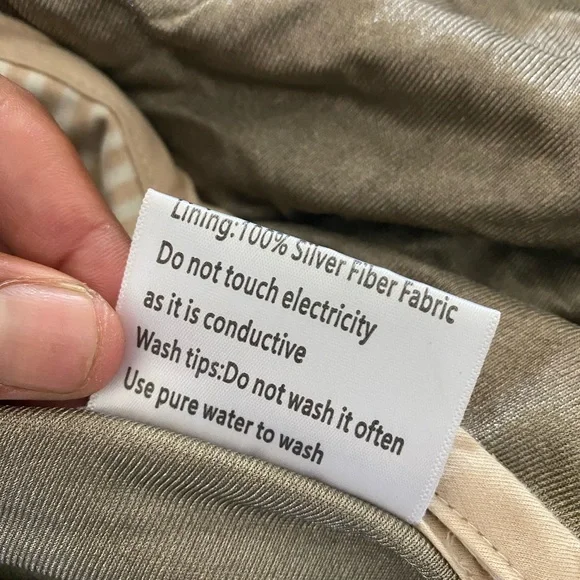 Lining:100% Silver Fiber Fabric
Do not touch electricity
as it is conductive
Wash tips:Do not wash it often
Use pure water to wash